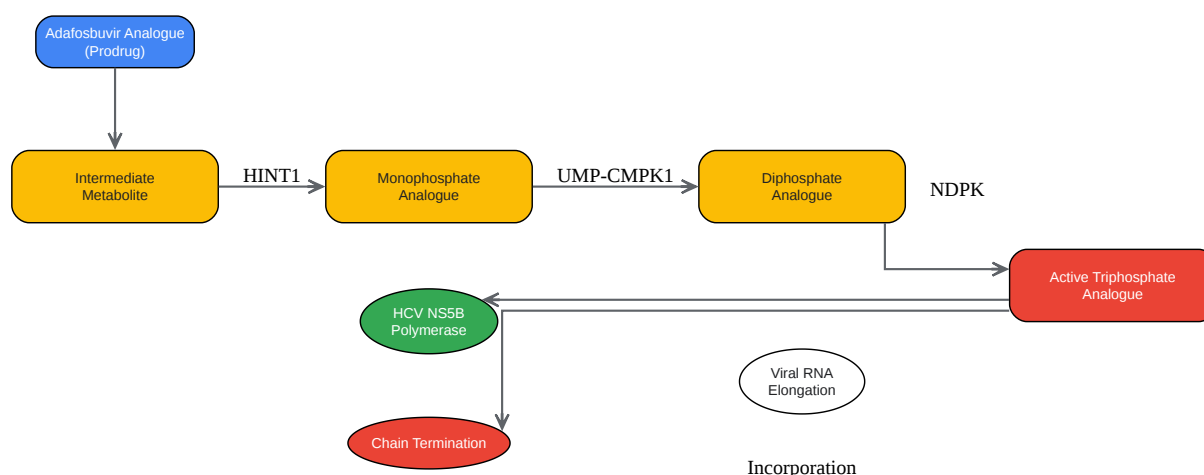 Adafosbuvir Analogue
(Prodrug)
Intermediate
Metabolite
HINT1
Monophosphate
Analogue
UMP-CMPK1
Diphosphate
Analogue
NDPK
Active Triphosphate
Analogue
HCV NS5B
Polymerase
Viral RNA
Elongation
Chain Termination
Incorporation